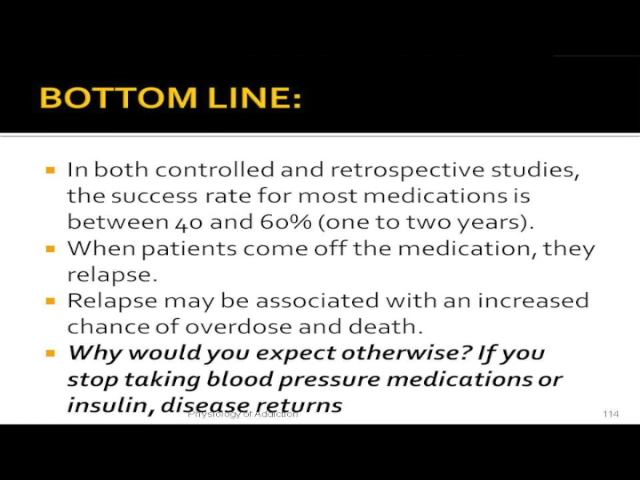 BOTTOM LINE:
In both controlled and retrospective studies,
the success rate for most medications is
between 40 and 60% (one to two years).
When patients come off the medication, they
relapse.
Relapse may be associated with an increased
chance of overdose and death.
Why would you expect otherwise? If you
stop taking blood pressure medications or
insulin, disease returns
Physiology of Addiction
114